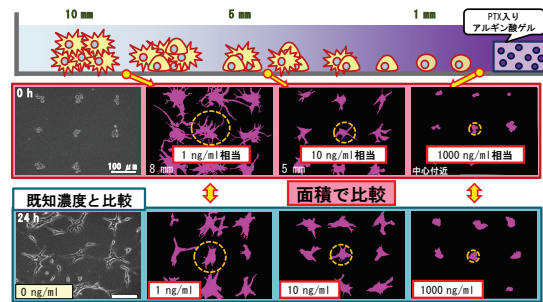 10 mm
5 mm
1 mm
PTX入り
アルギン酸ゲル
0 h
100 μm
1 ng/ml相当
8 mm
10 ng/ml相当
5 mm
1000 ng/ml相当
中心付近
既知濃度と比較
面積で比較
24 h
0 ng/ml
1 ng/ml
10 ng/ml
1000 ng/ml